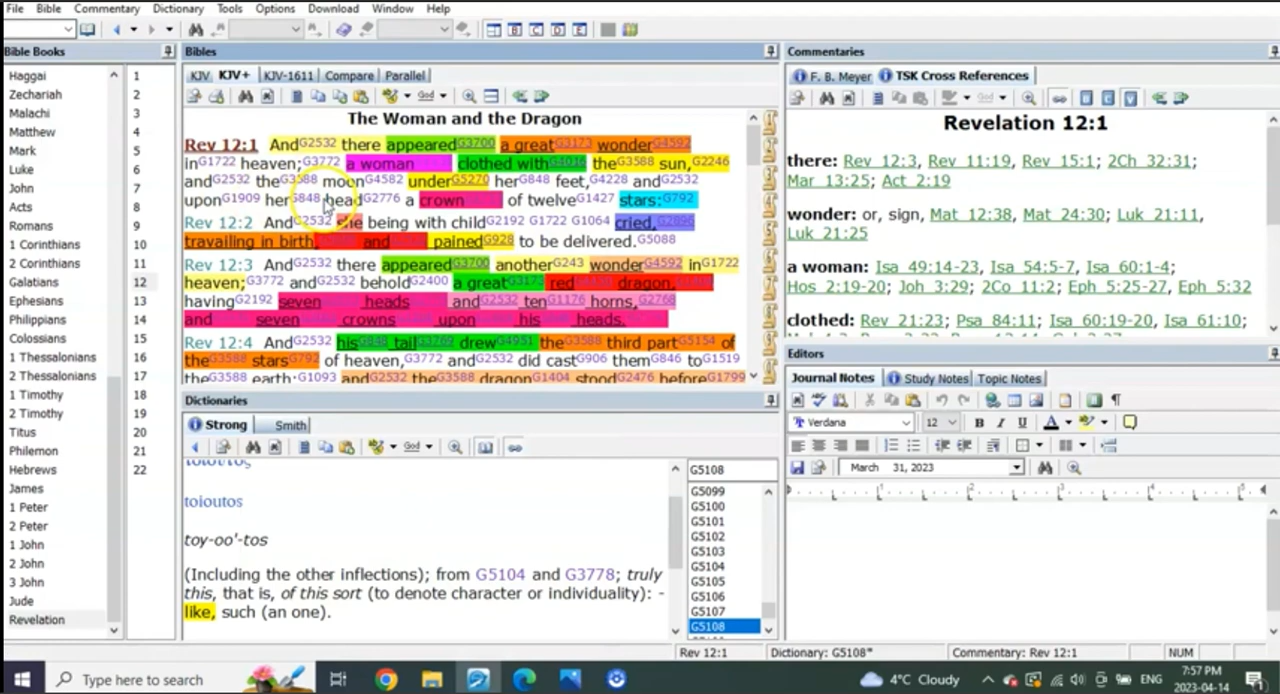 File Bible Commentary Dictionary Tools Options Download Window Help
Bible Books
Haggai
Zechariah
Malachi
Matthew
Mark
Luke
John
Acts
Romans
1 Corinthians
2 Corinthians
Galatians
Ephesians
Philippians
Colossians
1 Thessalonians
2 Thessalonians
1 Timothy
2 Timothy
Titus
Philemon
Hebrews
James
1 Peter
2 Peter
1 John
2 John
3 John
Jude
Revelation
1
2
3
4
5
6
7
8
9
10
11
12
13
14
15
16
17
18
19
20
21
22
Bibles
KJV KJV+ KJV-1611 Compare Parallel
The Woman and the Dragon
Rev 12:1 AndG2532 there appearedG3700 a greatG3173 wonderG4592
inG1722 heaven;G3772 a woman clothed withG4016 theG3588 sun,G2246
andG2532 theG3588 moonG4582 underG5270 herG848 feet,G4228 andG2532
uponG1909 herG848 headG2776 a crown of twelveG1427 stars:G792
Rev 12:2 AndG2532 she being with childG2192 G1722 G1064 cried,G2896
travailing in birth, and painedG928 to be delivered.G5088
Rev 12:3 AndG2532 there appearedG3700 anotherG243 wonderG4592 inG1722
heaven;G3772 andG2532 beholdG2400 a greatG3173 red dragon,
havingG2192 seven heads andG2532 tenG1176 horns,G2768
and seven crowns upon his heads.
Rev 12:4 AndG2532 hisG848 tailG3769 drewG4951 theG3588 third partG5154 of
theG3588 starsG792 of heaven,G3772 andG2532 did castG906 themG846 toG1519
theG3588 earth:G1093 andG2532 theG3588 dragonG1404 stoodG2476 beforeG1799
Dictionaries
Strong Smith
toioutos
toy-oo'-tos
(Including the other inflections); from G5104 and G3778; truly
this, that is, of this sort (to denote character or individuality): -
like, such (an one).
G5108
G5099
G5100
G5101
G5102
G5103
G5104
G5105
G5106
G5107
G5108
Commentaries
F. B. Meyer TSK Cross References
Revelation 12:1
there: Rev 12:3, Rev 11:19, Rev 15:1; 2Ch 32:31;
Mar 13:25; Act 2:19
wonder: or, sign, Mat 12:38, Mat 24:30; Luk 21:11,
Luk 21:25
a woman: Isa 49:14-23, Isa 54:5-7, Isa 60:1-4;
Hos 2:19-20; Joh 3:29; 2Co 11:2; Eph 5:25-27, Eph 5:32
clothed: Rev 21:23; Psa 84:11; Isa 60:19-20, Isa 61:10;
Editors
Journal Notes Study Notes Topic Notes
Verdana 12 B I U A
March 31, 2023
1 2 3 4 5
Rev 12:1 Dictionary: G5108* Commentary: Rev 12:1 NUM
Type here to search
4°C Cloudy ENG 7:57 PM
2023-04-14